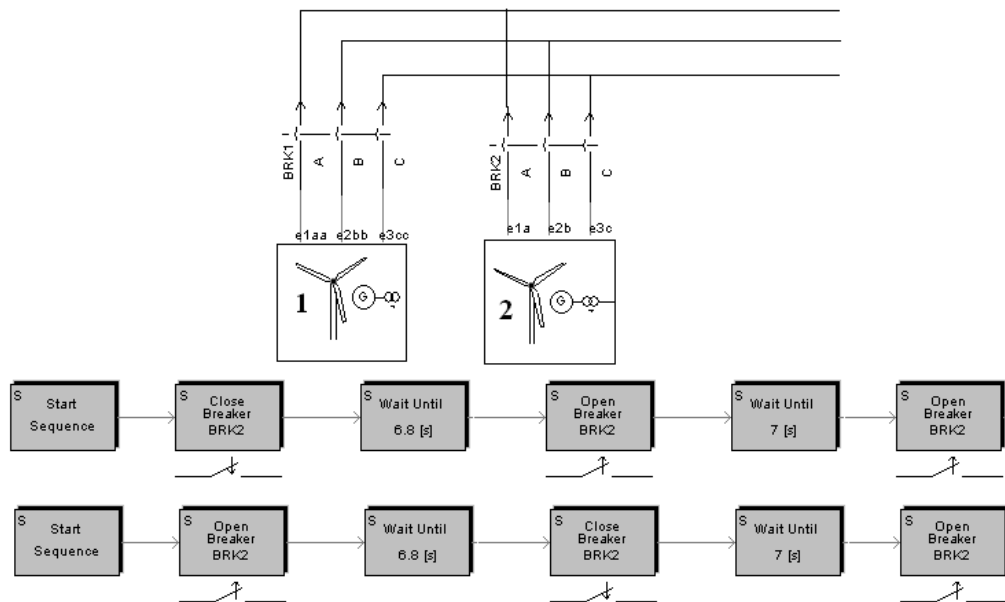 BRK1
A
B
C
BRK2
A
B
C
e1aa e2bb e3cc
e1a e2b e3c
1
G
2
G
S
Start
Sequence
S
Close
Breaker
BRK2
S
Wait Until
6.8 [s]
S
Open
Breaker
BRK2
S
Wait Until
7 [s]
S
Open
Breaker
BRK2
S
Start
Sequence
S
Open
Breaker
BRK2
S
Wait Until
6.8 [s]
S
Close
Breaker
BRK2
S
Wait Until
7 [s]
S
Open
Breaker
BRK2